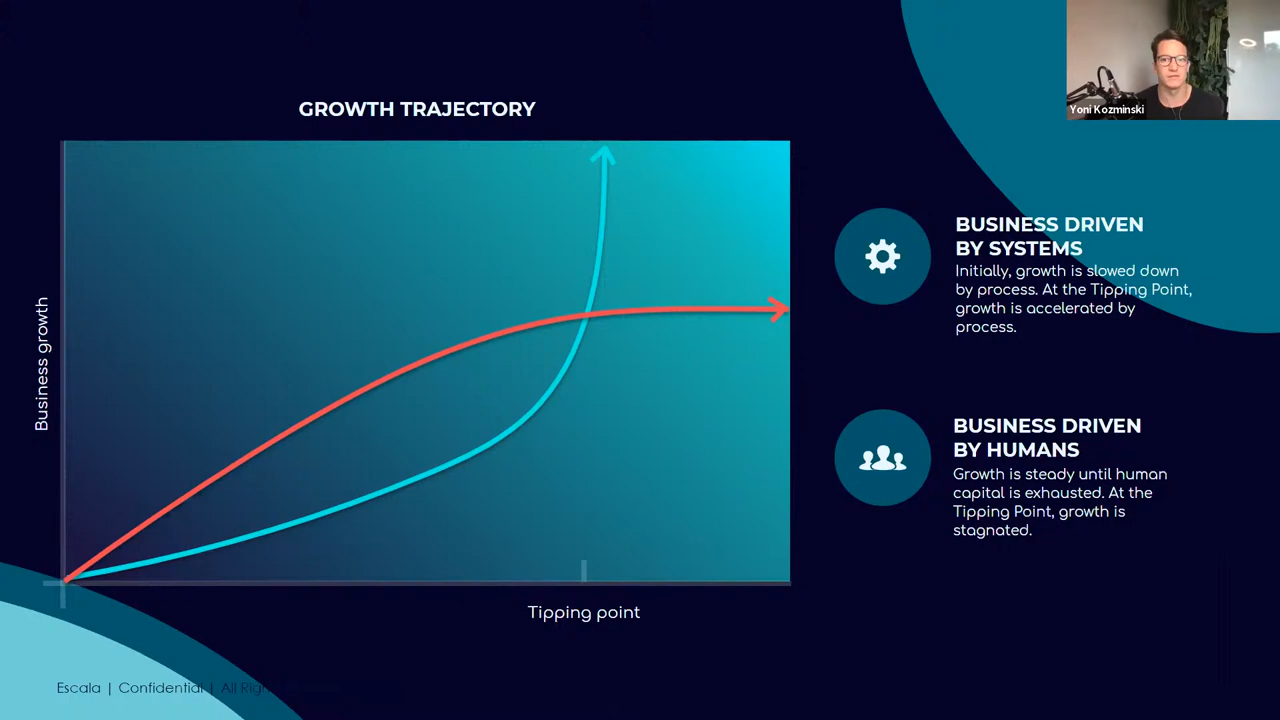 Yoni Kozminski
GROWTH TRAJECTORY
Business growth
Tipping point
BUSINESS DRIVEN
BY SYSTEMS
Initially, growth is slowed down
by process. At the Tipping Point,
growth is accelerated by
process.
BUSINESS DRIVEN
BY HUMANS
Growth is steady until human
capital is exhausted. At the
Tipping Point, growth is
stagnated.
Escala | Confidential | All